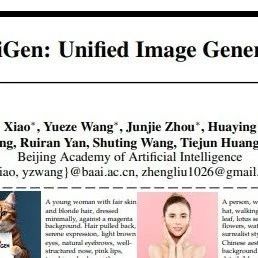 iGen: Unified Image Gener
Xiao*, Yueze Wang*, Junjie Zhou*, Huaying
ng, Ruiran Yan, Shuting Wang, Tiejun Huang
Beijing Academy of Artificial Intelligence
iao, yzwang}@baai.ac.cn, zhengliu1026@gmail.
A young woman with fair skin
and blonde hair, dressed
minimally, against a magenta
background. Hair pulled back,
serene expression, light brown
eyes, natural eyebrows, well-
structured nose, pink lips,
A person, w
hat, walking
leaf, lotus se
flowers, wat
surrealist sty
Chinese aest
background